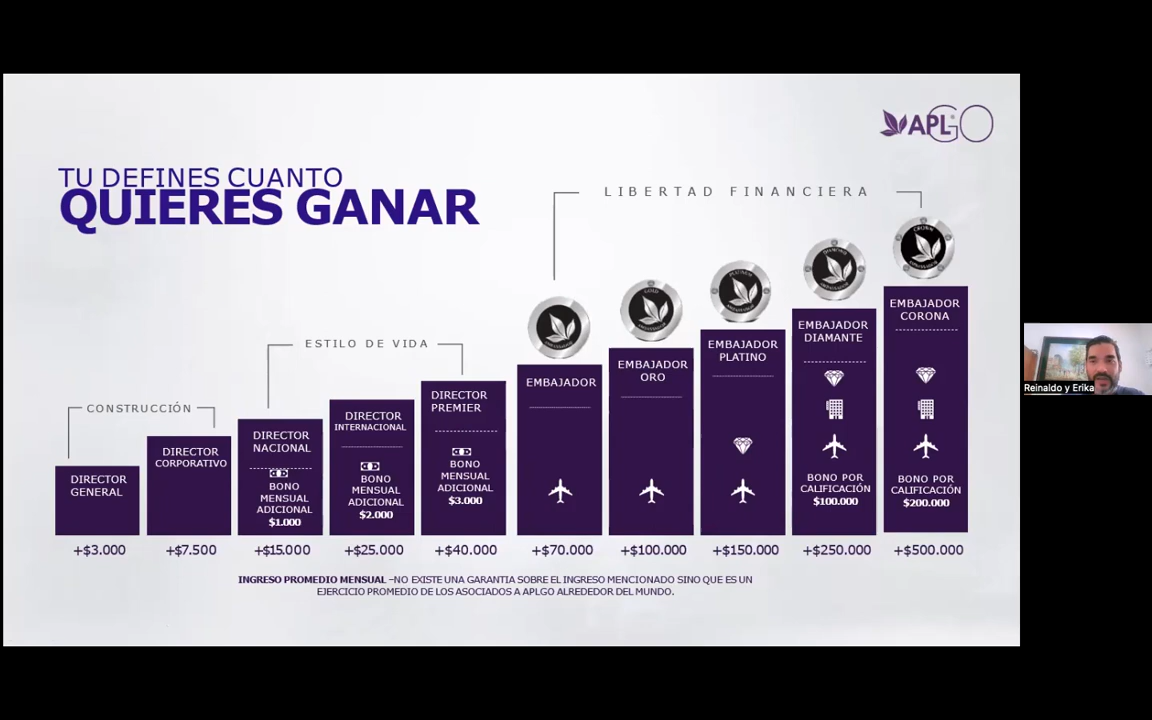 APLGO
TU DEFINES CUANTO
QUIERES GANAR
LIBERTAD FINANCIERA
ESTILO DE VIDA
CONSTRUCCIÓN
DIRECTOR
GENERAL
+$3.000
DIRECTOR
CORPORATIVO
+$7.500
DIRECTOR
NACIONAL
BONO
MENSUAL
ADICIONAL
$1.000
+$15.000
DIRECTOR
INTERNACIONAL
BONO
MENSUAL
ADICIONAL
$2.000
+$25.000
DIRECTOR
PREMIER
BONO
MENSUAL
ADICIONAL
$3.000
+$40.000
EMBAJADOR
+$70.000
GOLD
EMBAJADOR
ORO
+$100.000
PLATINUM
EMBAJADOR
PLATINO
+$150.000
DIAMOND
EMBAJADOR
DIAMANTE
BONO POR
CALIFICACIÓN
$100.000
+$250.000
CROWN
EMBAJADOR
CORONA
BONO POR
CALIFICACIÓN
$200.000
+$500.000
INGRESO PROMEDIO MENSUAL –NO EXISTE UNA GARANTIA SOBRE EL INGRESO MENCIONADO SINO QUE ES UN
EJERCICIO PROMEDIO DE LOS ASOCIADOS A APLGO ALREDEDOR DEL MUNDO.
Reinaldo y Erika